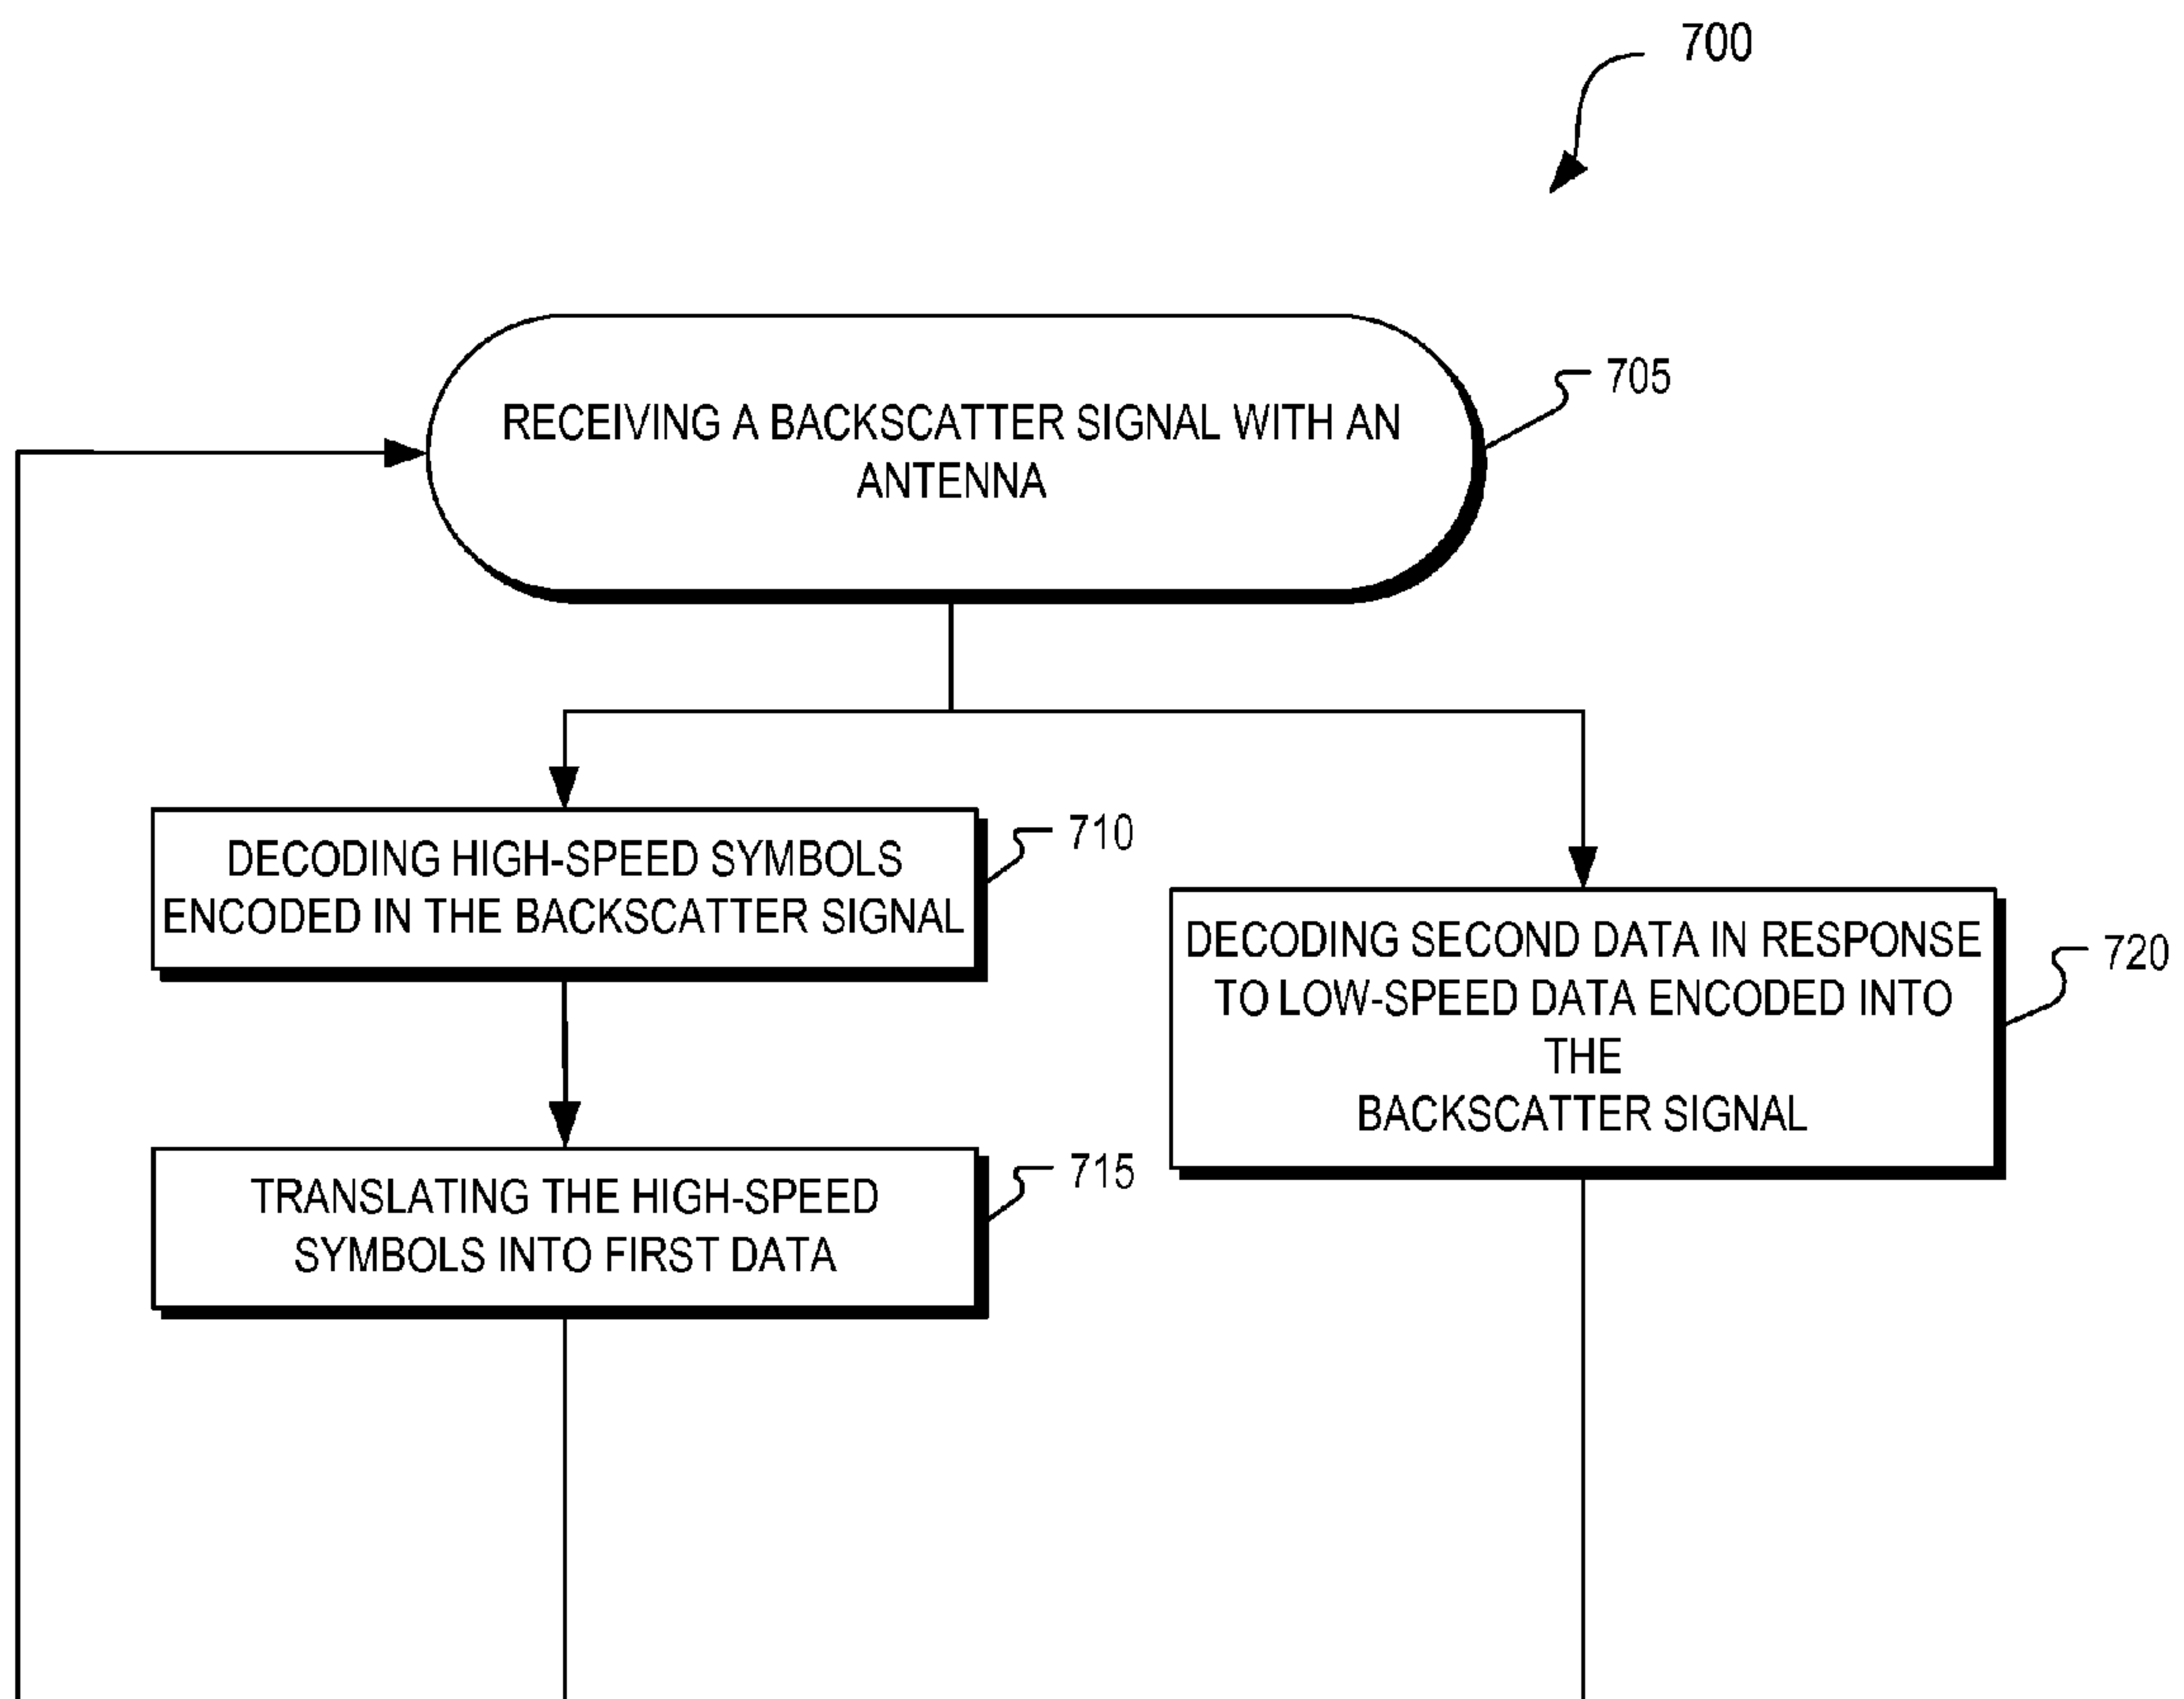 700
RECEIVING A BACKSCATTER SIGNAL WITH AN
ANTENNA
705
DECODING HIGH-SPEED SYMBOLS
ENCODED IN THE BACKSCATTER SIGNAL
710
DECODING SECOND DATA IN RESPONSE
TO LOW-SPEED DATA ENCODED INTO
THE
BACKSCATTER SIGNAL
720
TRANSLATING THE HIGH-SPEED
SYMBOLS INTO FIRST DATA
715